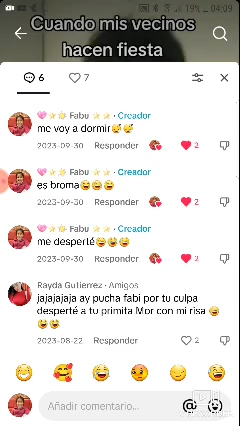 19% 04:09
Cuando mis vecinos
hacen fiesta
6
7
Fabu · Creador
me voy a dormir
2023-09-30 Responder 2
Fabu · Creador
es broma
2023-09-30 Responder 2
Fabu · Creador
me desperté
2023-09-30 Responder 2
Rayda Gutierrez · Amigos
jajajajaja ay pucha fabi por tu culpa
desperté a tu primita Mor con mi risa
2023-08-22 Responder 2
Añadir comentario...